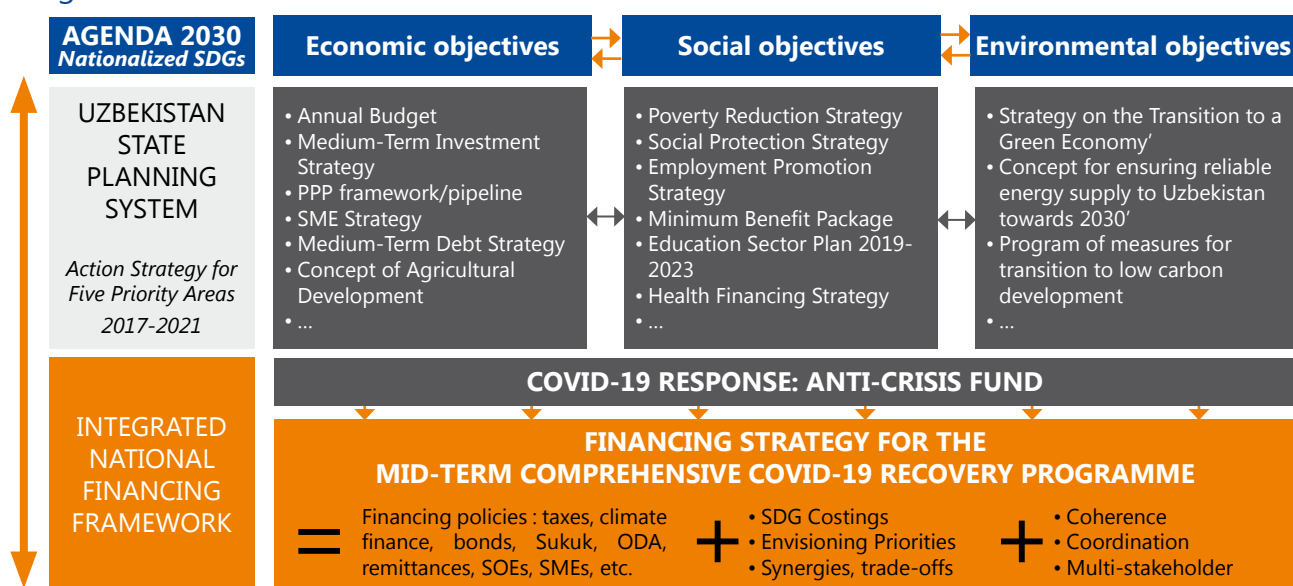 AGENDA 2030
Nationalized SDGs
Economic objectives
Social objectives
Environmental objectives
UZBEKISTAN
STATE
PLANNING
SYSTEM
Action Strategy for
Five Priority Areas
2017-2021
• Annual Budget
• Medium-Term Investment
Strategy
• PPP framework/pipeline
• SME Strategy
• Medium-Term Debt Strategy
• Concept of Agricultural
Development
• ...
• Poverty Reduction Strategy
• Social Protection Strategy
• Employment Promotion
Strategy
• Minimum Benefit Package
• Education Sector Plan 2019-
2023
• Health Financing Strategy
• ...
• Strategy on the Transition to a
Green Economy’
• Concept for ensuring reliable
energy supply to Uzbekistan
towards 2030’
• Program of measures for
transition to low carbon
development
• ...
INTEGRATED
NATIONAL
FINANCING
FRAMEWORK
COVID-19 RESPONSE: ANTI-CRISIS FUND
FINANCING STRATEGY FOR THE
MID-TERM COMPREHENSIVE COVID-19 RECOVERY PROGRAMME
=
Financing policies : taxes, climate
finance, bonds, Sukuk, ODA,
remittances, SOEs, SMEs, etc.
+
• SDG Costings
• Envisioning Priorities
• Synergies, trade-offs
+
• Coherence
• Coordination
• Multi-stakeholder